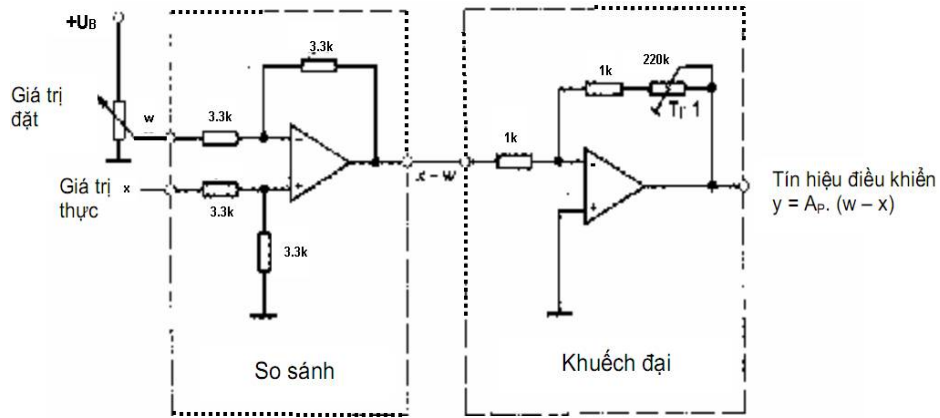 +UB
Giá trị
đặt
w
3.3k
3.3k
-
+
Giá trị
thực
x
3.3k
3.3k
So sánh
x - w
1k
1k
220k
Tr 1
-
+
Khuếch đại
Tín hiệu điều khiển
y = AP. (w – x)